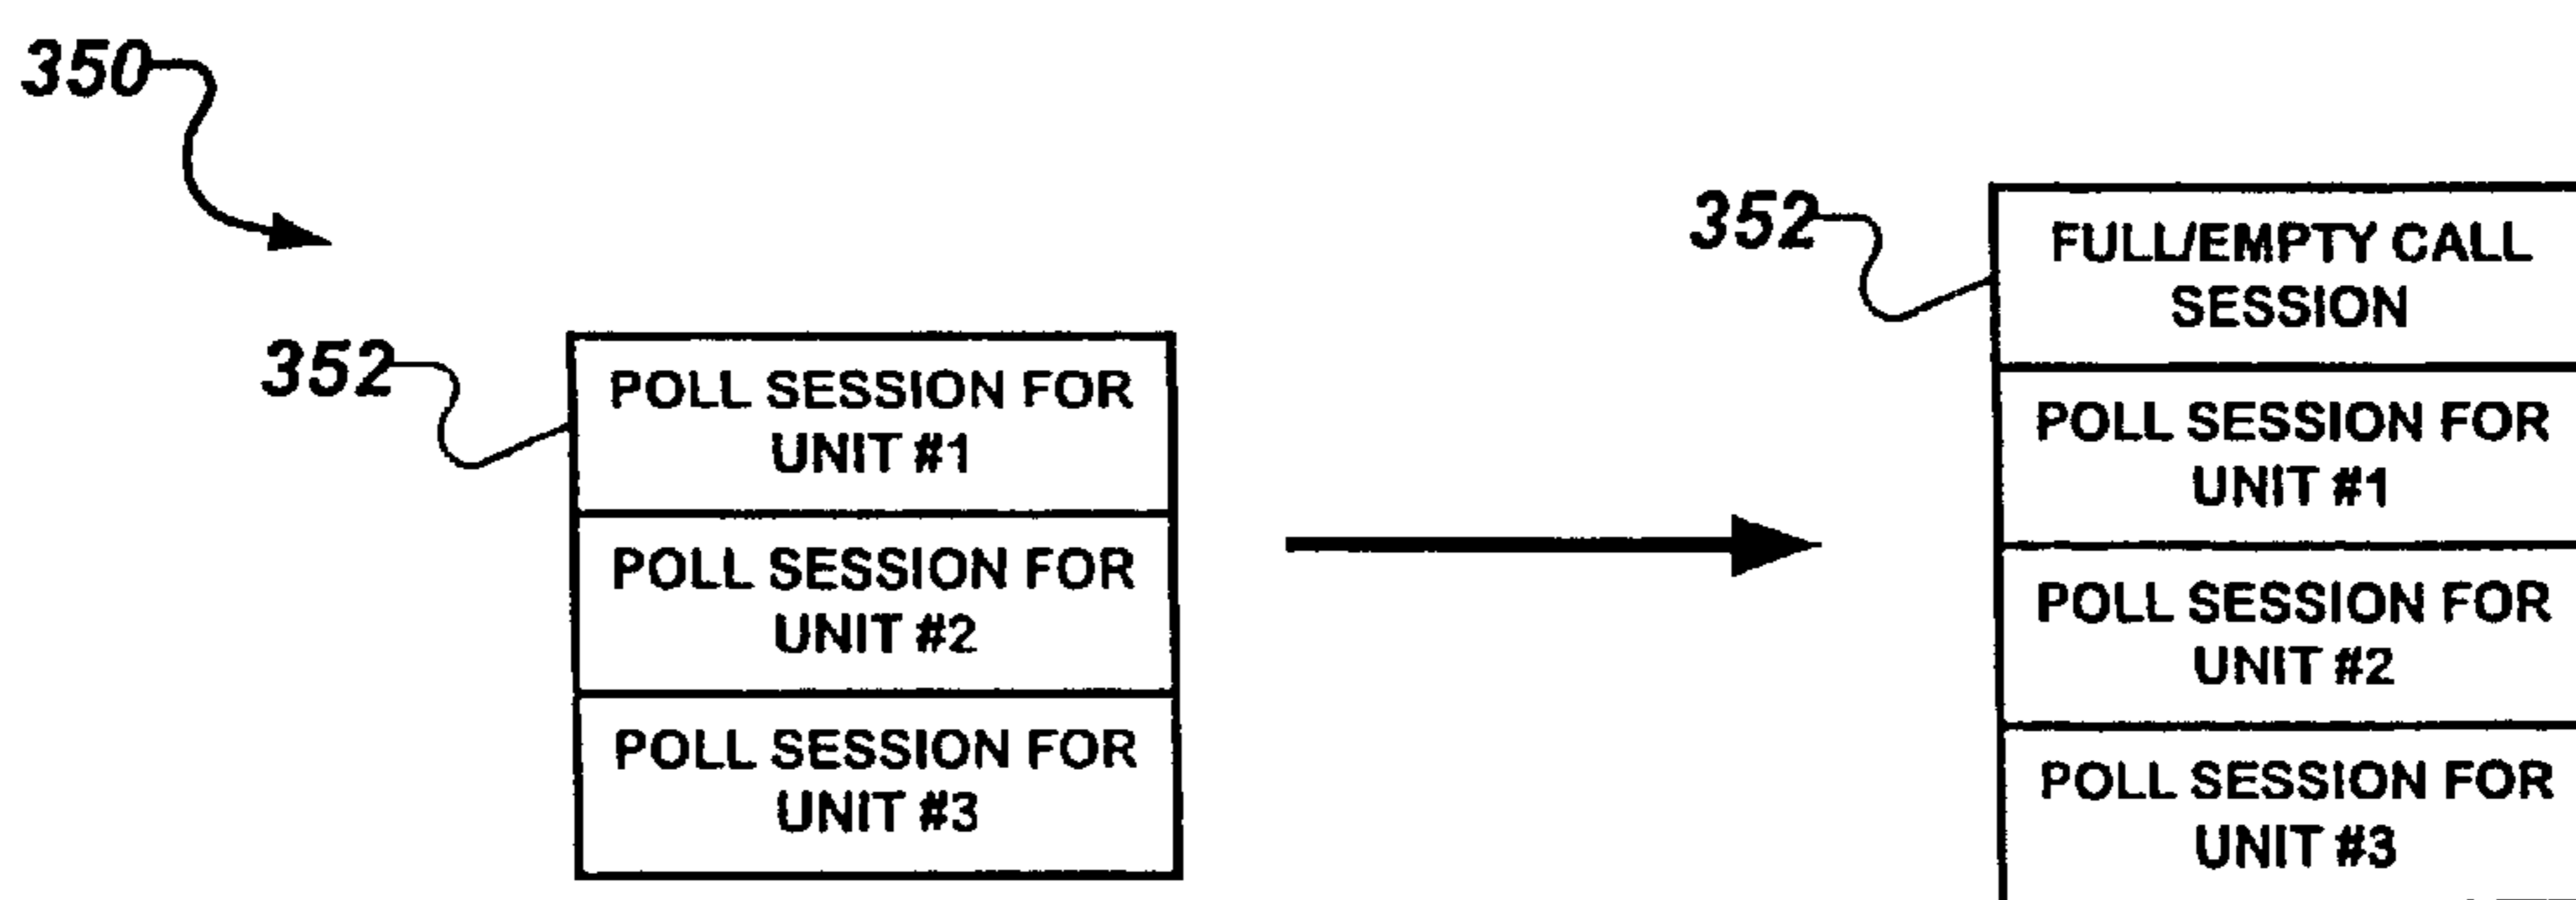 350
352
POLL SESSION FOR
UNIT #1
POLL SESSION FOR
UNIT #2
POLL SESSION FOR
UNIT #3
352
FULL/EMPTY CALL
SESSION
POLL SESSION FOR
UNIT #1
POLL SESSION FOR
UNIT #2
POLL SESSION FOR
UNIT #3